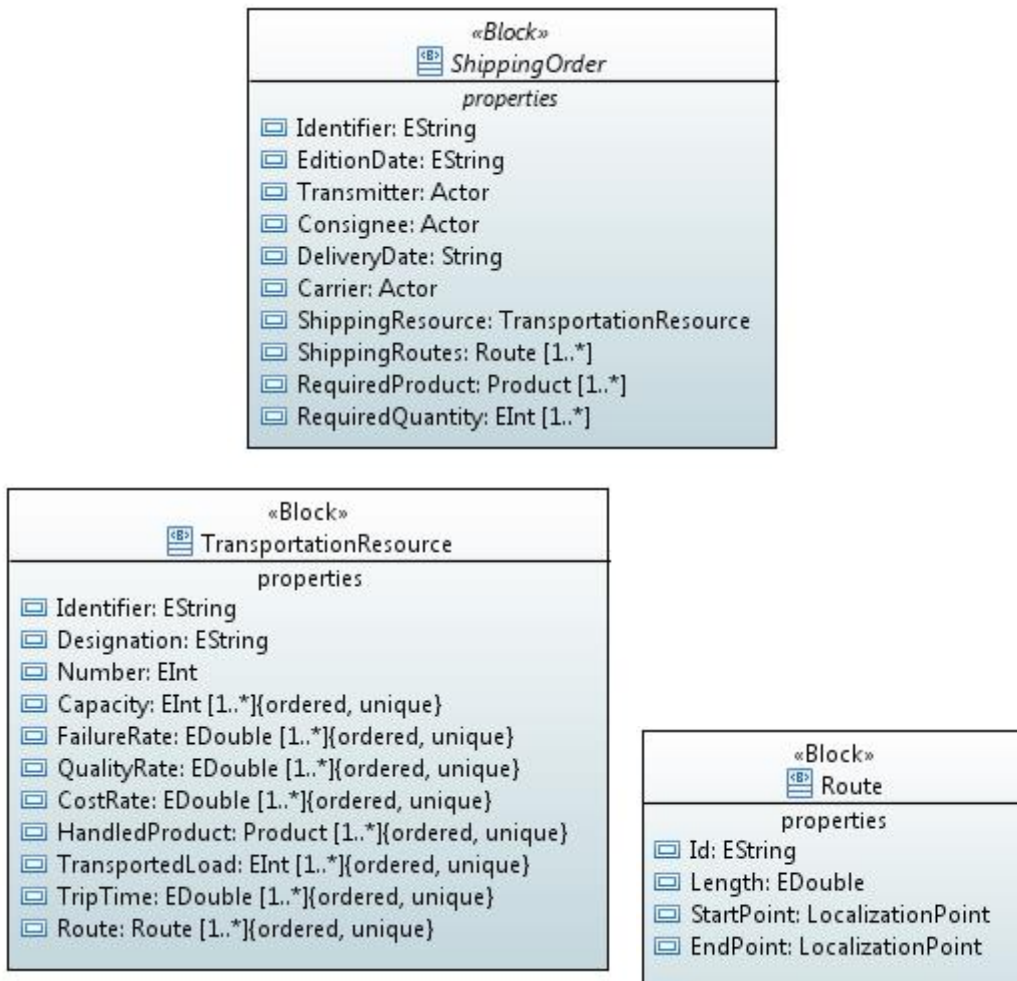 «Block»
ShippingOrder
properties
Identifier: EString
EditionDate: EString
Transmitter: Actor
Consignee: Actor
DeliveryDate: String
Carrier: Actor
ShippingResource: TransportationResource
ShippingRoutes: Route [1..*]
RequiredProduct: Product [1..*]
RequiredQuantity: EInt [1..*]
«Block»
TransportationResource
properties
Identifier: EString
Designation: EString
Number: EInt
Capacity: EInt [1..*]{ordered, unique}
FailureRate: EDouble [1..*]{ordered, unique}
QualityRate: EDouble [1..*]{ordered, unique}
CostRate: EDouble [1..*]{ordered, unique}
HandledProduct: Product [1..*]{ordered, unique}
TransportedLoad: EInt [1..*]{ordered, unique}
TripTime: EDouble [1..*]{ordered, unique}
Route: Route [1..*]{ordered, unique}
«Block»
Route
properties
Id: EString
Length: EDouble
StartPoint: LocalizationPoint
EndPoint: LocalizationPoint